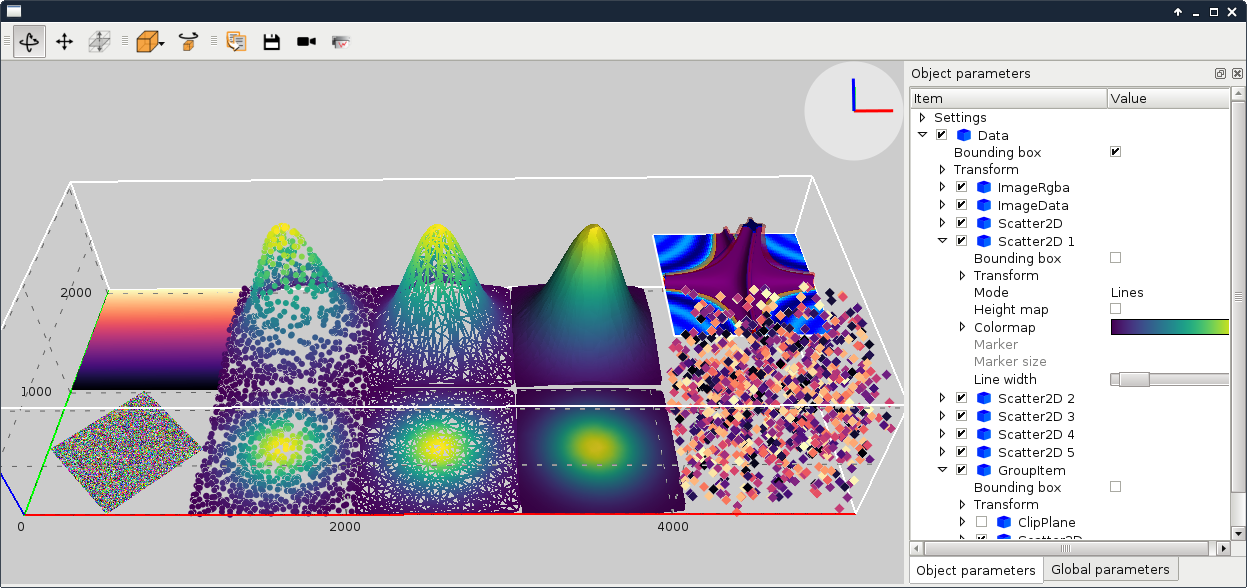 Object parameters
Item Value
Settings
Data
Bounding box
Transform
ImageRgba
ImageData
Scatter2D
Scatter2D 1
Bounding box
Transform
Mode Lines
Height map
Colormap
Marker
Marker size
Line width
Scatter2D 2
Scatter2D 3
Scatter2D 4
Scatter2D 5
GroupItem
Bounding box
Transform
ClipPlane
Object parameters Global parameters
2000
1000
0 2000 4000